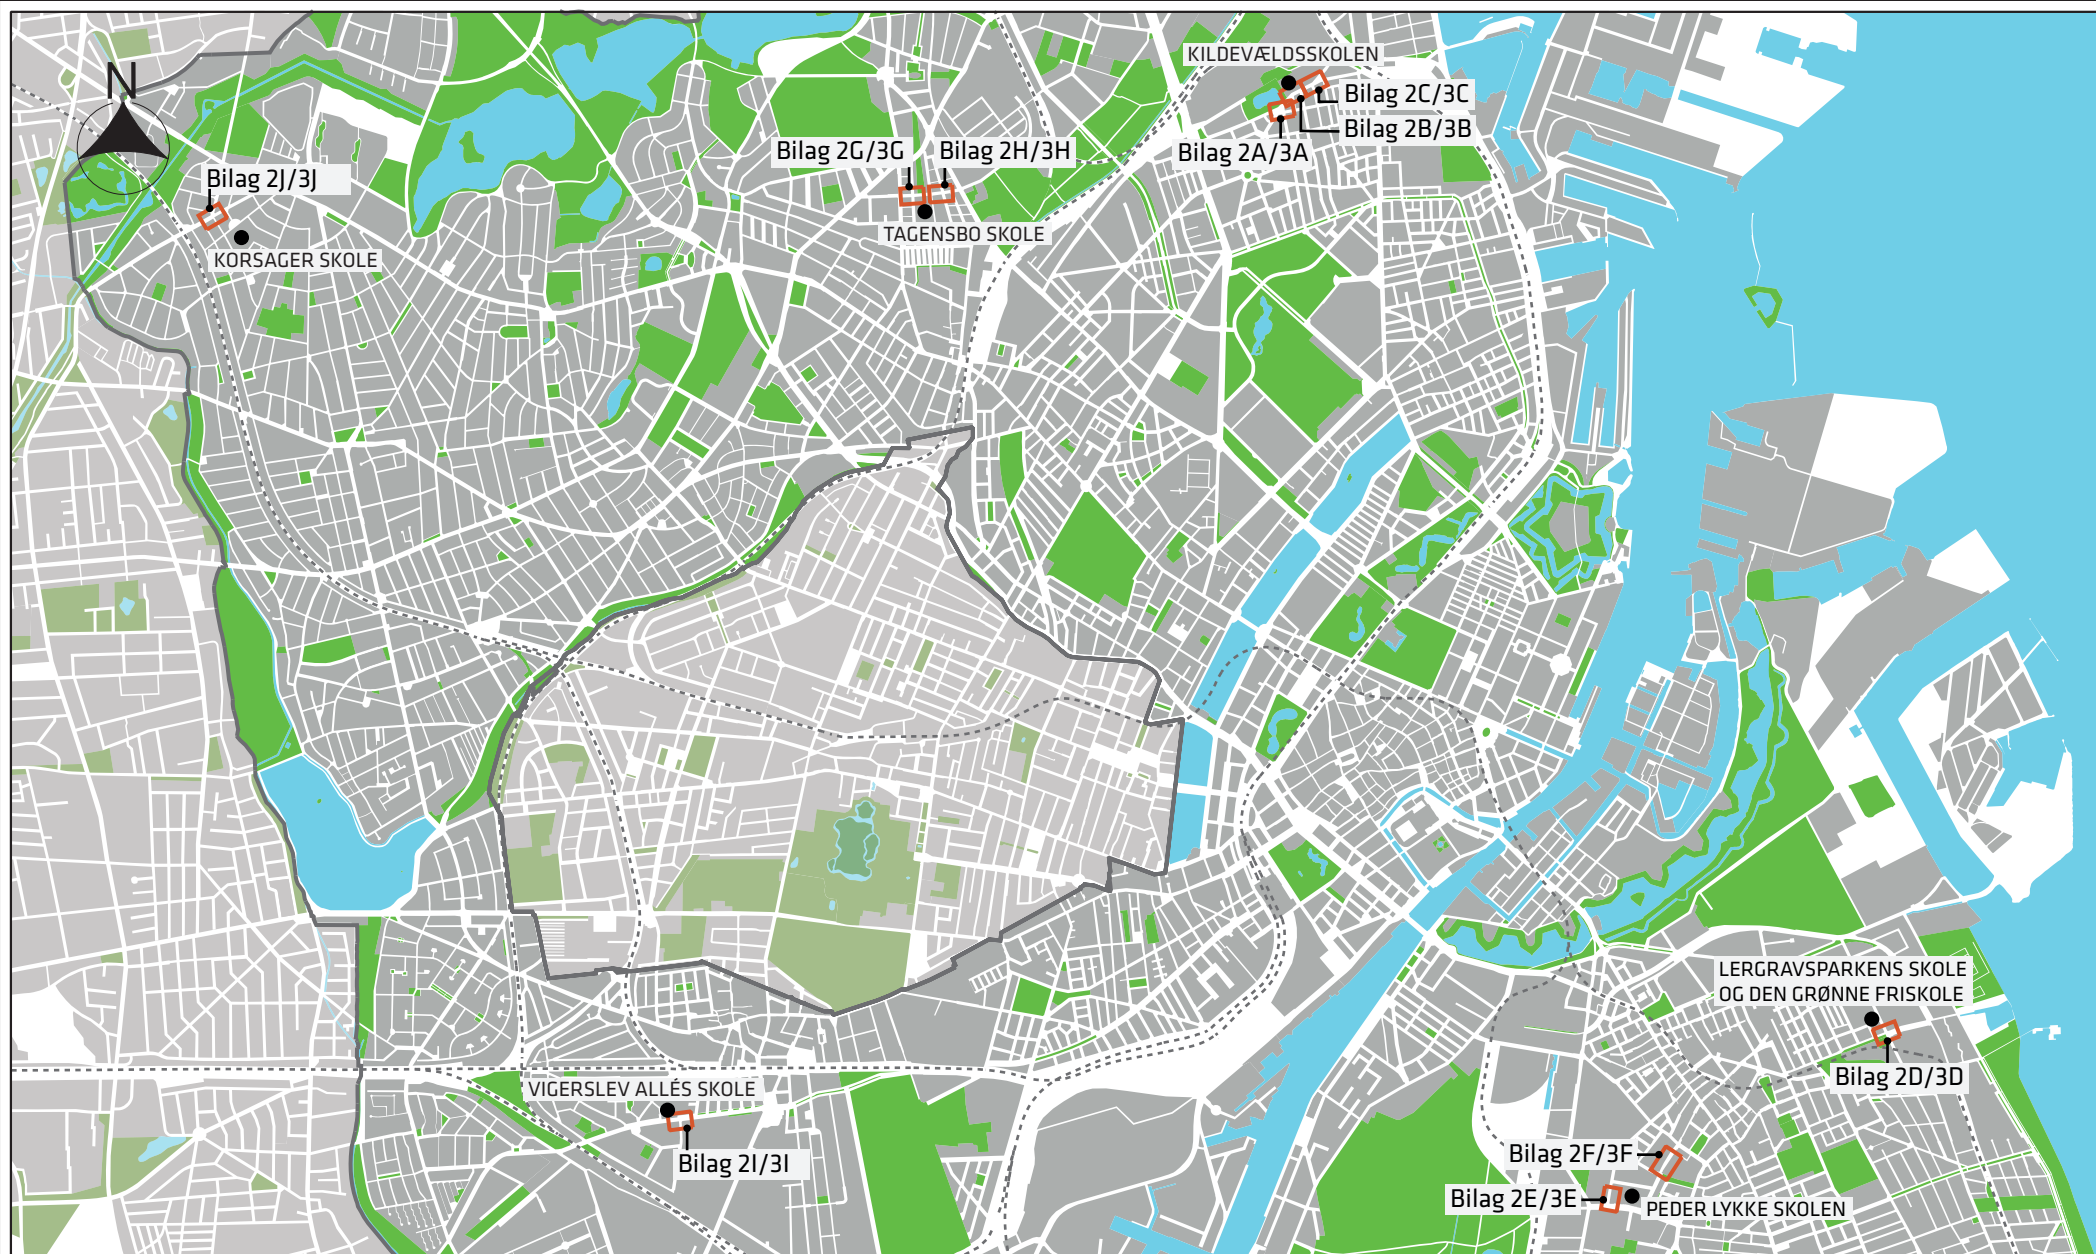 KILDEVÆLDSSKOLEN
N
Bilag 2C/3C
Bilag 2B/3B
Bilag 2G/3G
Bilag 2H/3H
Bilag 2A/3A
Bilag 2J/3J
TAGENSBO SKOLE
KORSAGER SKOLE
LERGRAVSPARKENS SKOLE
OG DEN GRØNNE FRISKOLE
Bilag 2D/3D
VIGERSLEV ALLÉS SKOLE
Bilag 2I/3I
Bilag 2F/3F
Bilag 2E/3E
PEDER LYKKE SKOLEN